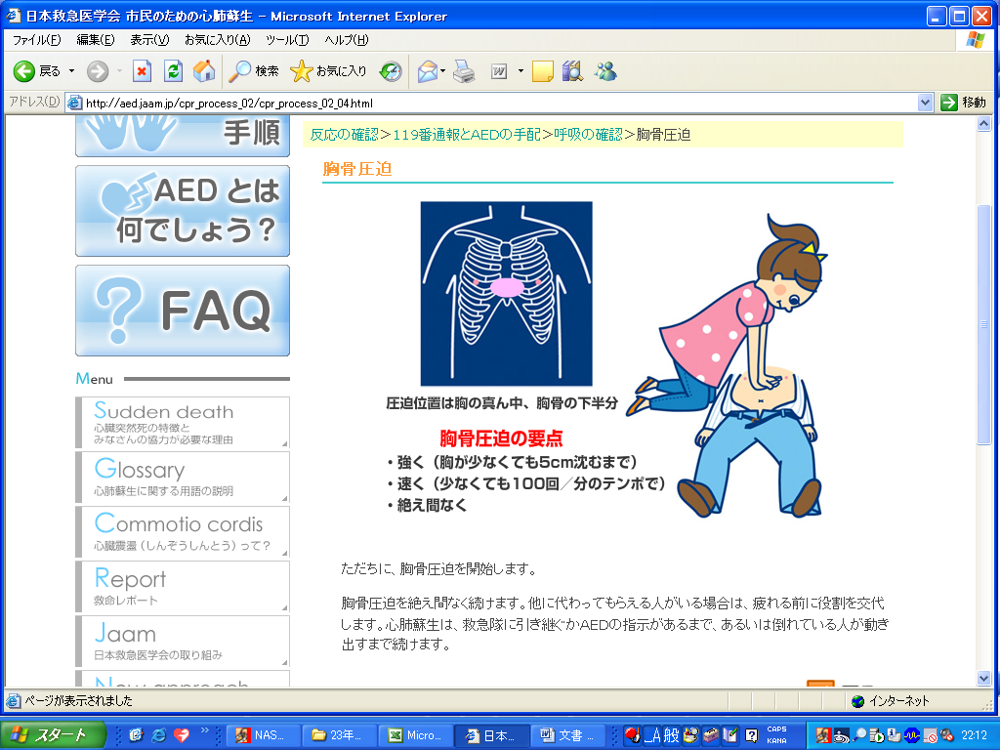 日本救急医学会 市民のための心肺蘇生 - Microsoft Internet Explorer
ファイル(F) 編集(E) 表示(V) お気に入り(A) ツール(T) ヘルプ(H)
戻る 検索 お気に入り
アドレス(D) http://aed.jaam.jp/cpr_process_02/cpr_process_02_04.html 移動
手順
AED とは
何でしょう？
？ FAQ
Menu
Sudden death
心臓突然死の特徴と
みなさんの協力が必要な理由
Glossary
心肺蘇生に関する用語の説明
Commotio cordis
心臓震盪（しんぞうしんとう）って？
Report
救命レポート
Jaam
日本救急医学会の取り組み
New approach
反応の確認＞119番通報とAEDの手配＞呼吸の確認＞胸骨圧迫
胸骨圧迫
圧迫位置は胸の真ん中、胸骨の下半分
胸骨圧迫の要点
・強く（胸が少なくても5cm沈むまで）
・速く（少なくても100回／分のテンポで）
・絶え間なく
ただちに、胸骨圧迫を開始します。
胸骨圧迫を絶え間なく続けます。他に代わってもらえる人がいる場合は、疲れる前に役割を交代
します。心肺蘇生は、救急隊に引き継ぐかAEDの指示があるまで、あるいは倒れている人が動き
出すまで続けます。
ページが表示されました インターネット
スタート NAS... 23年... Micro... 日本... 文書 ... A 般 CAPS KANA 22:12